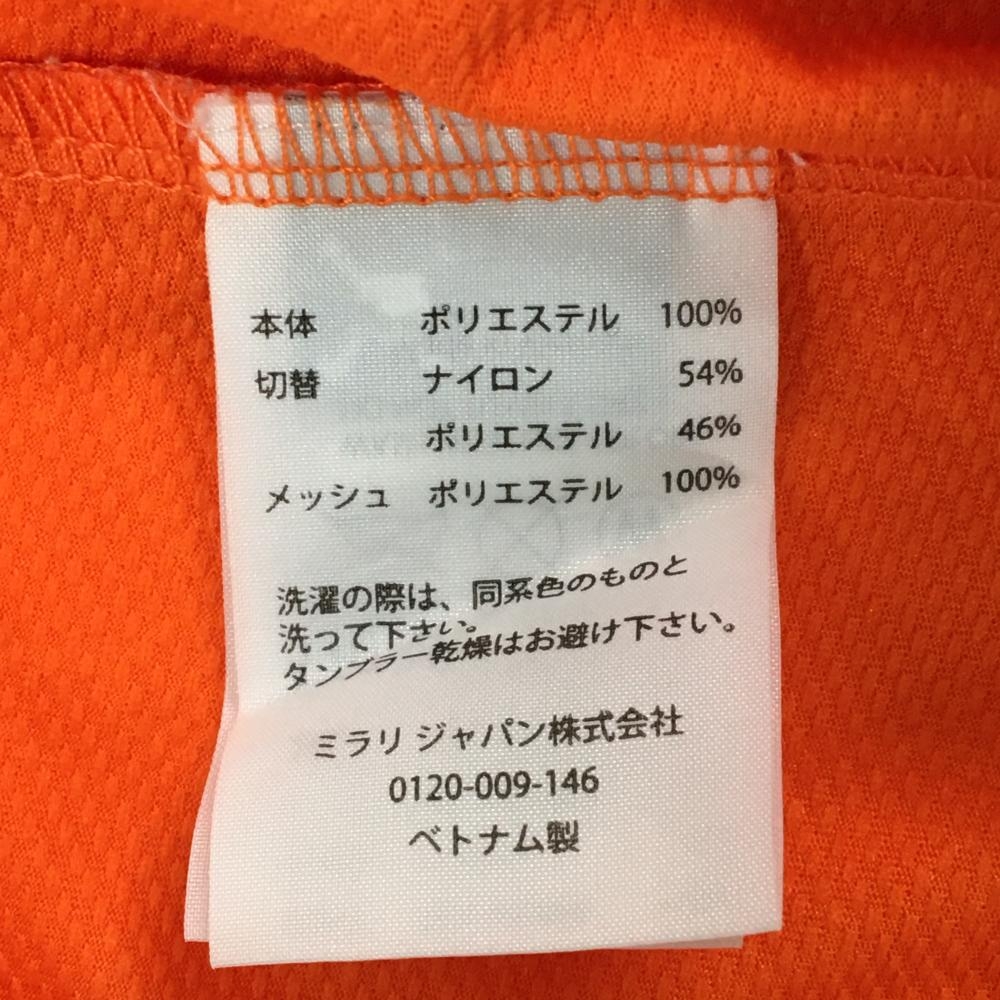 本体 ポリエステル 100%
切替 ナイロン 54%
ポリエステル 46%
メッシュ ポリエステル 100%
洗濯の際は、同系色のものと
洗って下さい。
タンブラー乾燥はお避け下さい。
ミラリ ジャパン株式会社
0120-009-146
ベトナム製